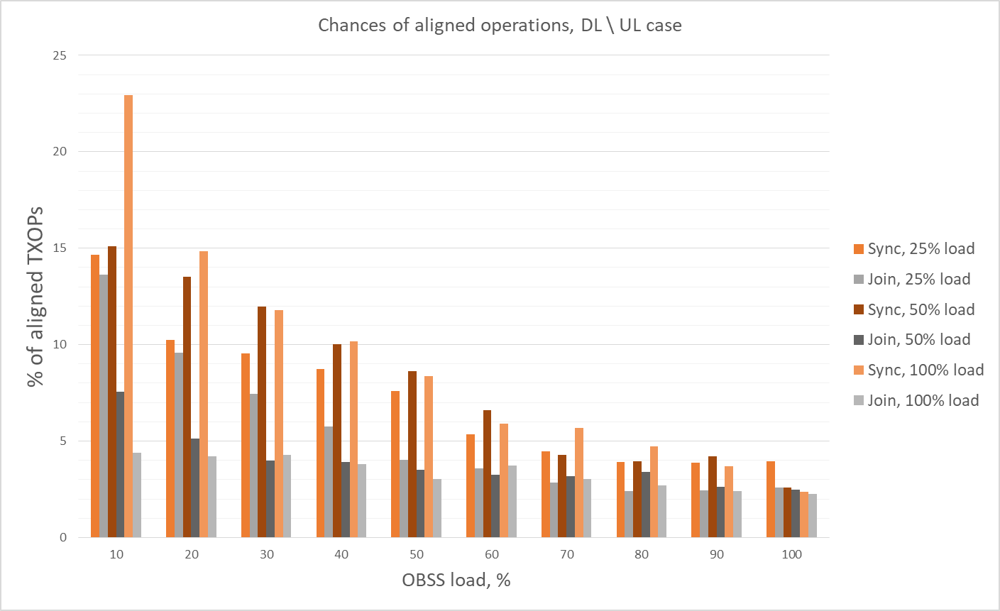 Chances of aligned operations, DL \ UL case
25
20
15
10
5
0
% of aligned TXOPs
10 20 30 40 50 60 70 80 90 100
OBSS load, %
Sync, 25% load
Join, 25% load
Sync, 50% load
Join, 50% load
Sync, 100% load
Join, 100% load